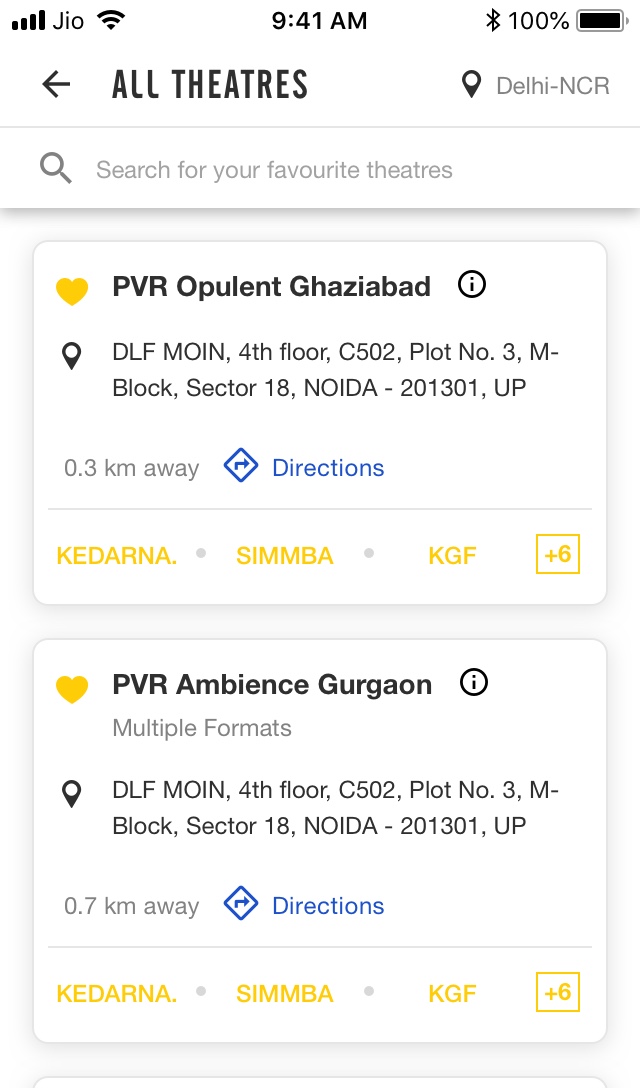 Jio 9:41 AM 100%
ALL THEATRES Delhi-NCR
Search for your favourite theatres
PVR Opulent Ghaziabad
DLF MOIN, 4th floor, C502, Plot No. 3, M-
Block, Sector 18, NOIDA - 201301, UP
0.3 km away Directions
KEDARNA. SIMMBA KGF +6
PVR Ambience Gurgaon
Multiple Formats
DLF MOIN, 4th floor, C502, Plot No. 3, M-
Block, Sector 18, NOIDA - 201301, UP
0.7 km away Directions
KEDARNA. SIMMBA KGF +6